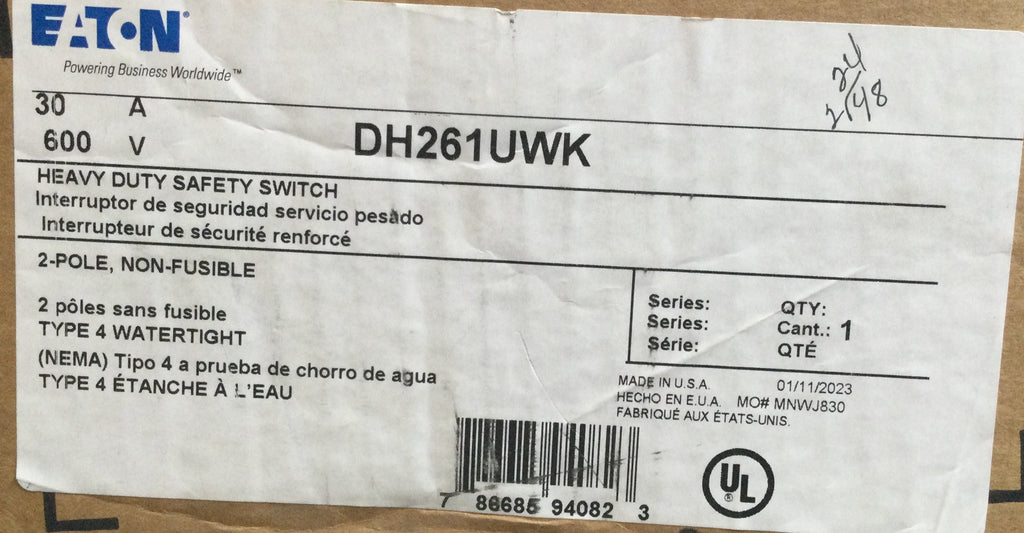 EATON®
Powering Business Worldwide™
24
2/48
30 A
600 V
DH261UWK
HEAVY DUTY SAFETY SWITCH
Interruptor de seguridad servicio pesado
Interrupteur de sécurité renforcé
2-POLE, NON-FUSIBLE
2 pôles sans fusible
TYPE 4 WATERTIGHT
(NEMA) Tipo 4 a prueba de chorro de agua
TYPE 4 ÉTANCHE À L'EAU
Series: QTY:
Series: Cant.: 1
Série: QTÉ
MADE IN U.S.A. 01/11/2023
HECHO EN E.U.A. MO# MNWJ830
FABRIQUÉ AUX ÉTATS-UNIS.
7 86685 94082 3
UL®